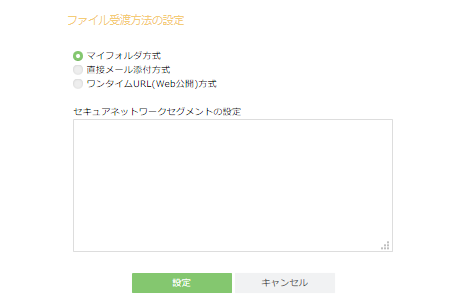 ファイル受渡方法の設定
マイフォルダ方式
直接メール添付方式
ワンタイムURL(Web公開)方式
セキュアネットワークセグメントの設定
設定
キャンセル